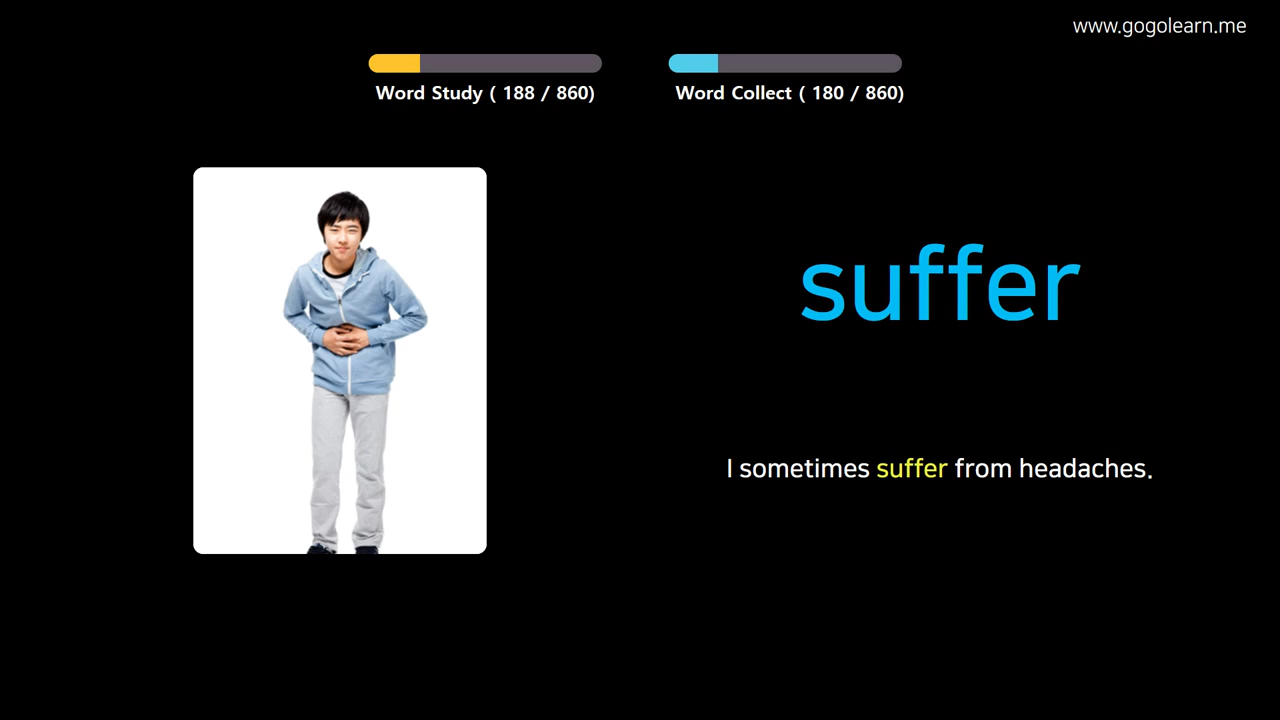 www.gogolearn.me
Word Study ( 188 / 860)
Word Collect ( 180 / 860)
suffer
I sometimes suffer from headaches.